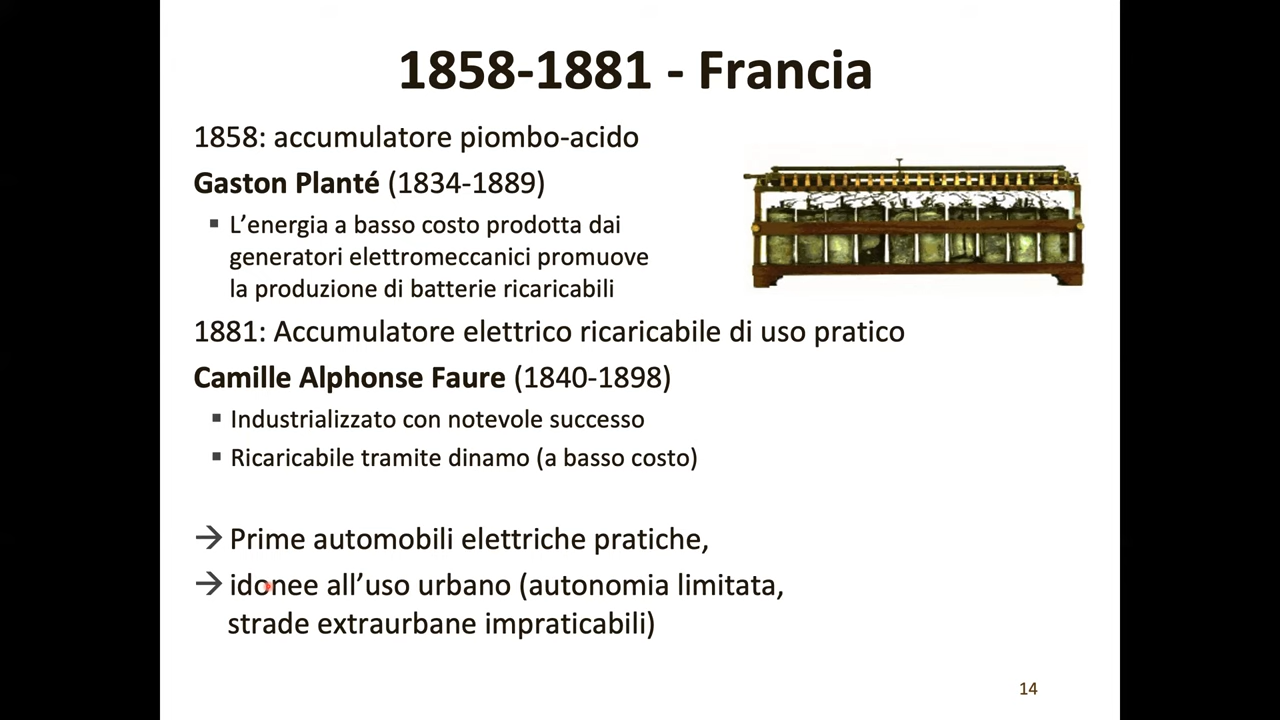 1858-1881 - Francia
1858: accumulatore piombo-acido
Gaston Planté (1834-1889)
▪ L’energia a basso costo prodotta dai
generatori elettromeccanici promuove
la produzione di batterie ricaricabili
1881: Accumulatore elettrico ricaricabile di uso pratico
Camille Alphonse Faure (1840-1898)
▪ Industrializzato con notevole successo
▪ Ricaricabile tramite dinamo (a basso costo)
→ Prime automobili elettriche pratiche,
→ idonee all’uso urbano (autonomia limitata,
strade extraurbane impraticabili)
14